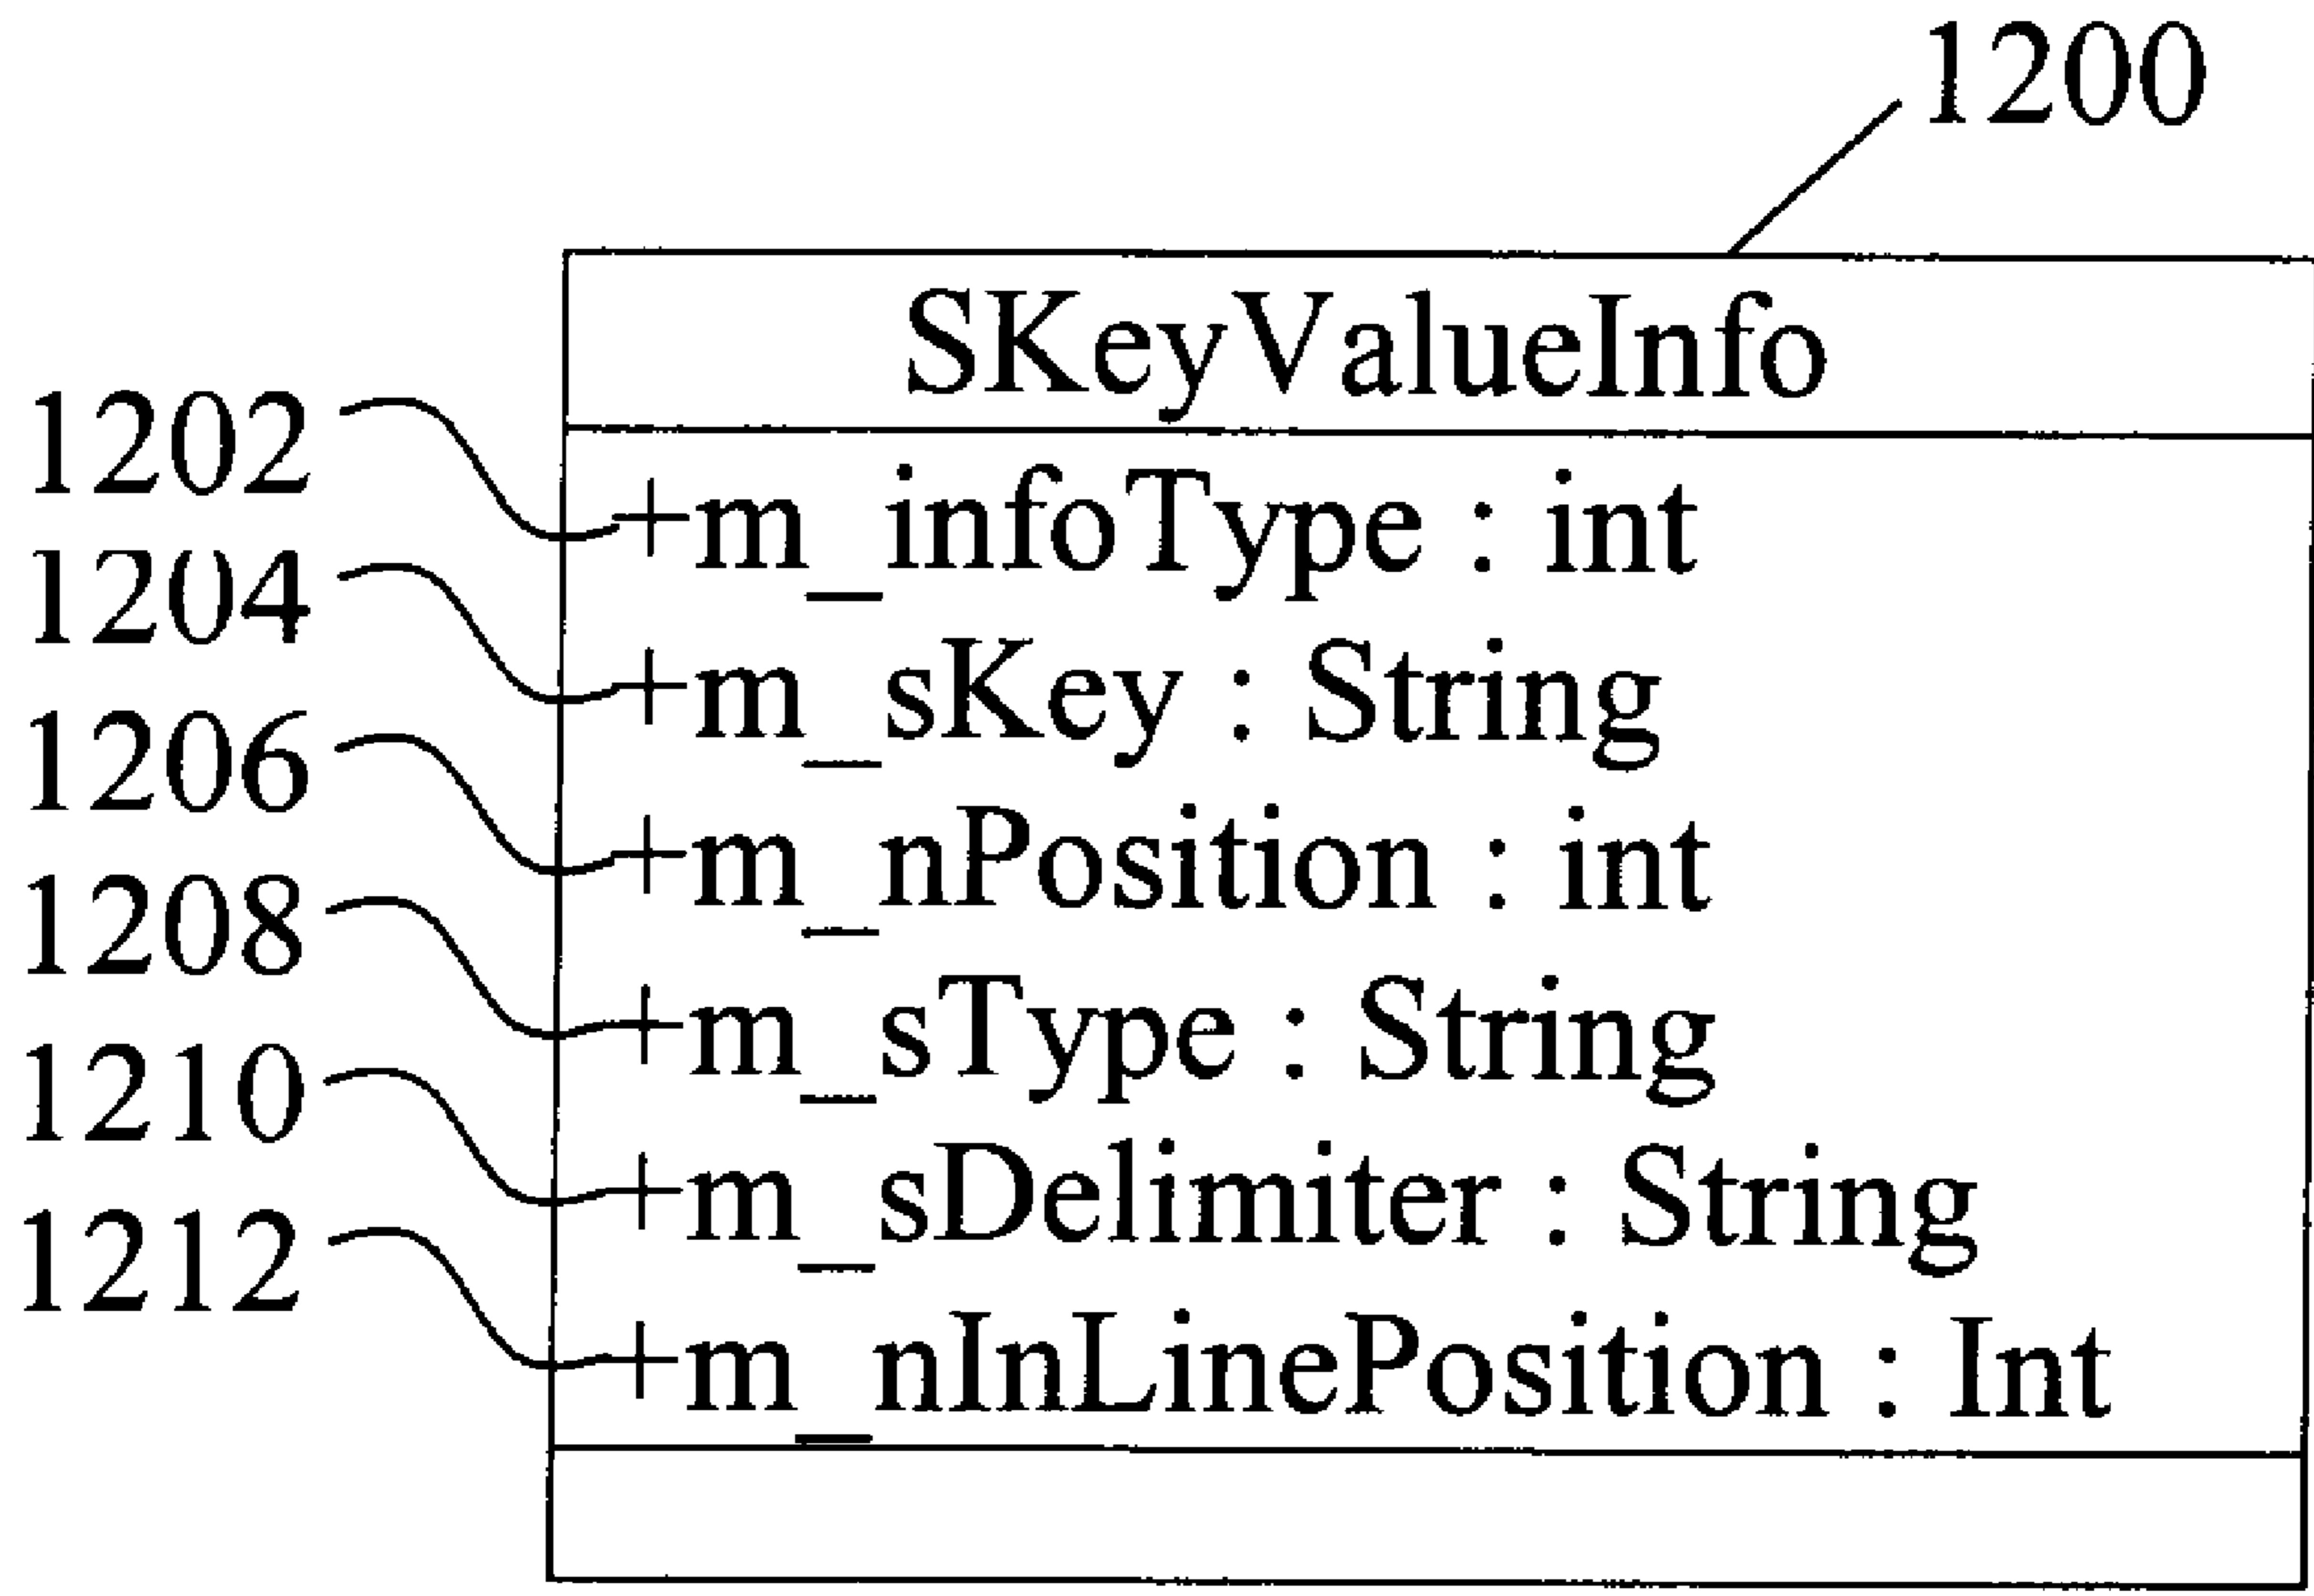 1200
SKeyValueInfo
1202 +m_infoType : int
1204 +m_sKey : String
1206 +m_nPosition : int
1208 +m_sType : String
1210 +m_sDelimiter : String
1212 +m_nInLinePosition : Int